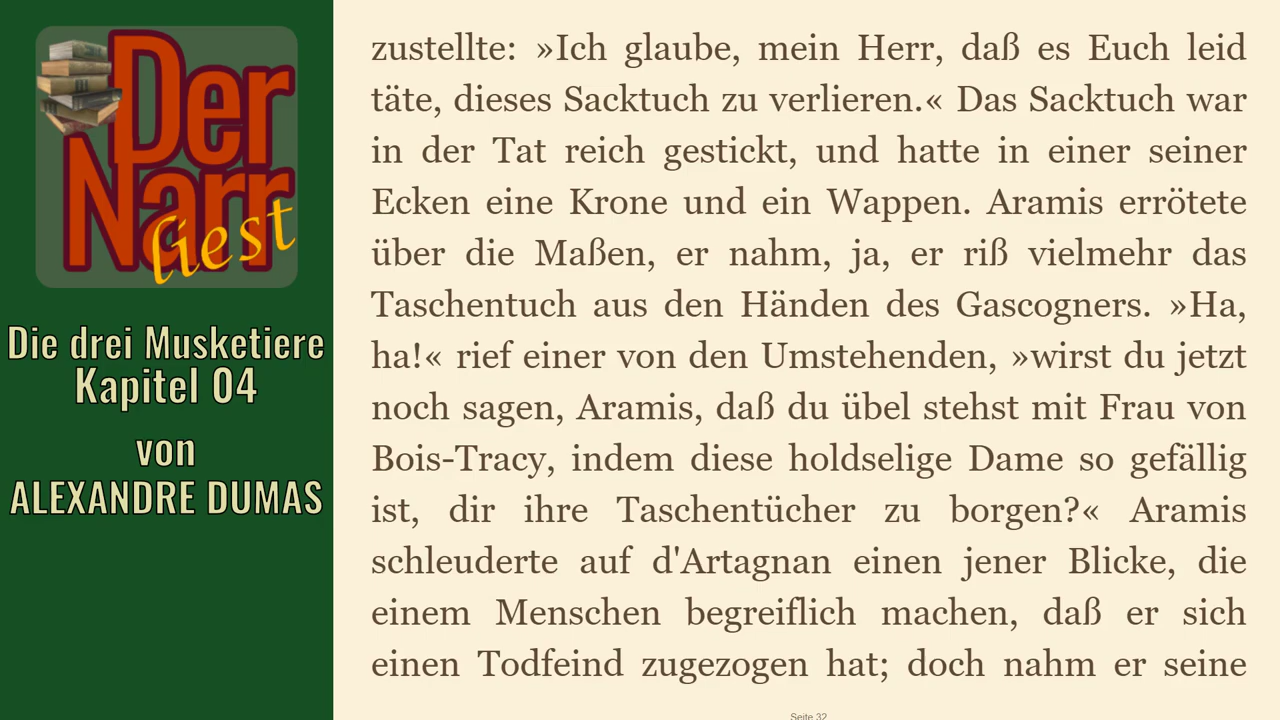 Der
Narr
liest
Die drei Musketiere
Kapitel 04
von
ALEXANDRE DUMAS
zustellte: »Ich glaube, mein Herr, daß es Euch leid
täte, dieses Sacktuch zu verlieren.« Das Sacktuch war
in der Tat reich gestickt, und hatte in einer seiner
Ecken eine Krone und ein Wappen. Aramis errötete
über die Maßen, er nahm, ja, er riß vielmehr das
Taschentuch aus den Händen des Gascogners. »Ha,
ha!« rief einer von den Umstehenden, »wirst du jetzt
noch sagen, Aramis, daß du übel stehst mit Frau von
Bois-Tracy, indem diese holdselige Dame so gefällig
ist, dir ihre Taschentücher zu borgen?« Aramis
schleuderte auf d'Artagnan einen jener Blicke, die
einem Menschen begreiflich machen, daß er sich
einen Todfeind zugezogen hat; doch nahm er seine
Seite 32